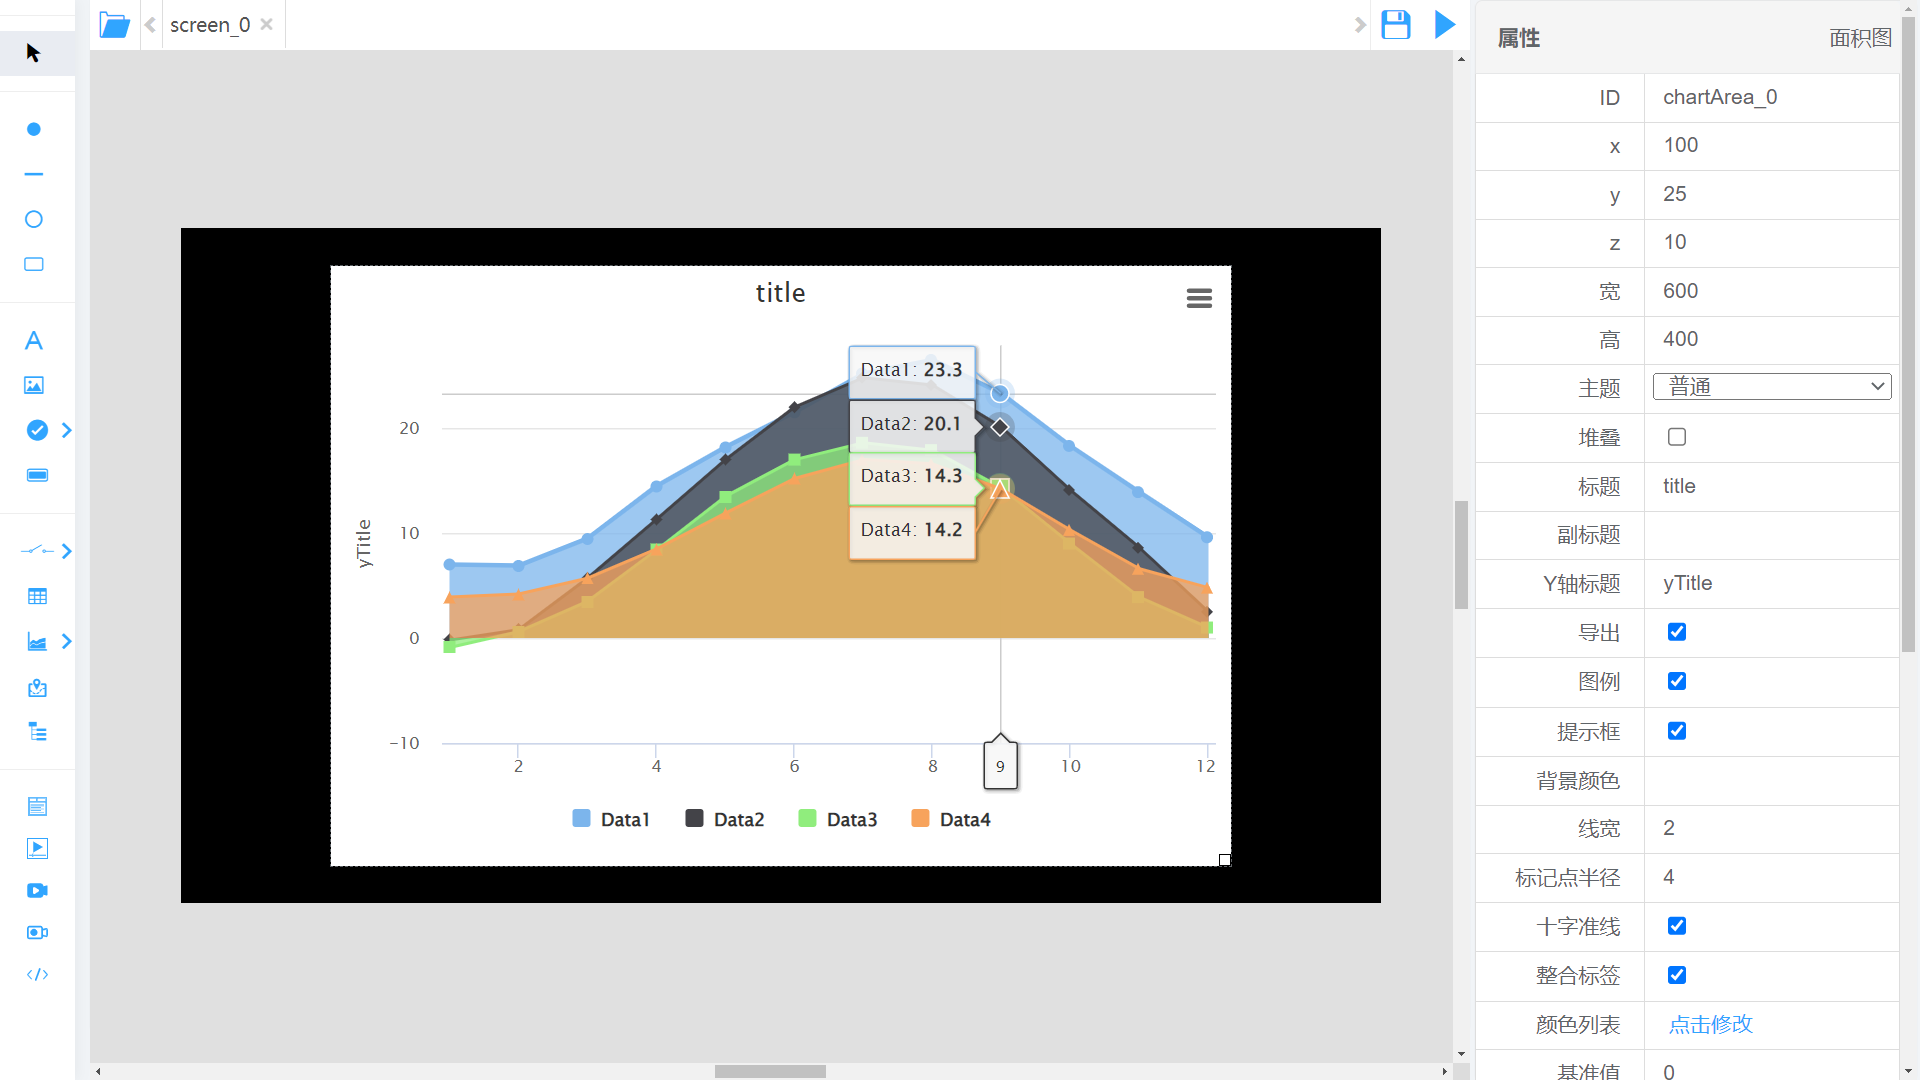 screen_0
title
yTitle
20
10
0
−10
Data1: 23.3
Data2: 20.1
Data3: 14.3
Data4: 14.2
2
4
6
8
9
10
12
Data1
Data2
Data3
Data4
属性 面积图
ID chartArea_0
x 100
y 25
z 10
宽 600
高 400
主题 普通
堆叠
标题 title
副标题
Y轴标题 yTitle
导出
图例
提示框
背景颜色
线宽 2
标记点半径 4
十字准线
整合标签
颜色列表 点击修改
基准值 0